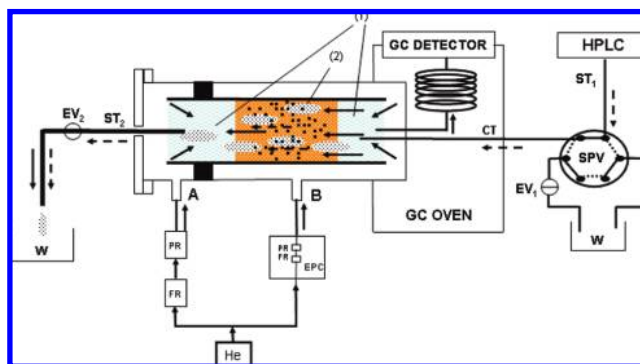 (1)
GC DETECTOR
HPLC
(2)
ST1
EV2
ST2
CT
SPV
EV1
A
B
GC OVEN
W
PR
PR
FR
EPC
W
FR
He